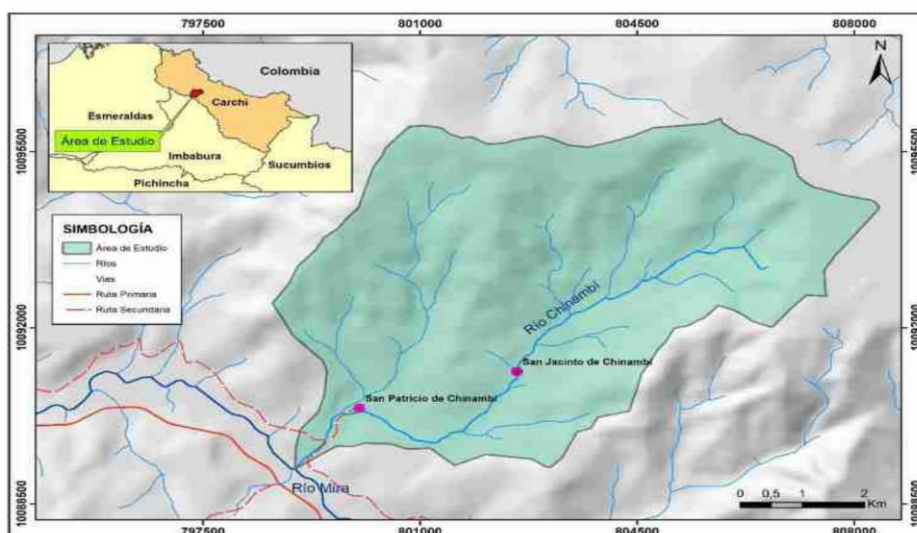 797500 801000 804500 808000
N
Colombia
Esmeraldas
Carchi
Área de Estudio
Imbabura
Sucumbios
Pichincha
10095500
10095500
SIMBOLOGÍA
Área de Estudio
Ríos
Vies
Ruta Primaria
Ruta Secundaria
10092000
10092000
Río Chinambí
San Jacinto de Chinambí
San Patricio de Chinambí
Río Mira
0 0,5 1 2
Km
10088500
10088500
797500 801000 804500 808000